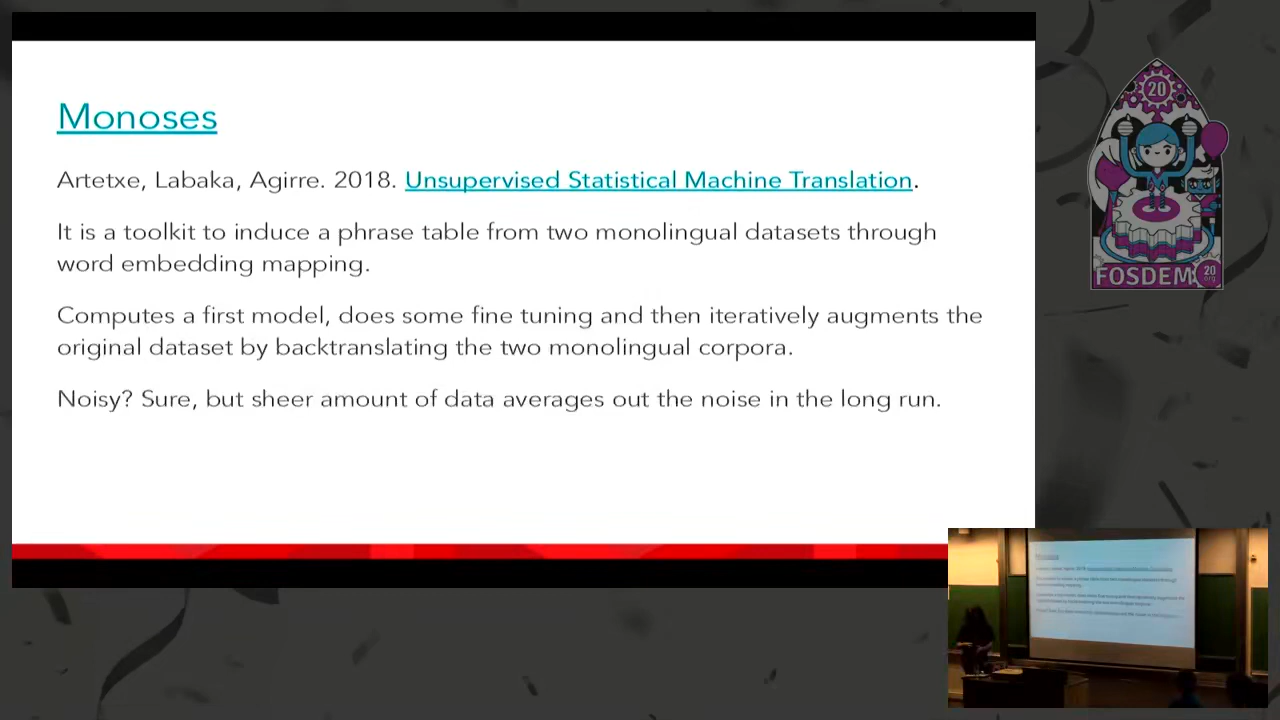 Monoses
Artetxe, Labaka, Agirre. 2018. Unsupervised Statistical Machine Translation.
It is a toolkit to induce a phrase table from two monolingual datasets through
word embedding mapping.
Computes a first model, does some fine tuning and then iteratively augments the
original dataset by backtranslating the two monolingual corpora.
Noisy? Sure, but sheer amount of data averages out the noise in the long run.
20
FOSDEM
20
.org